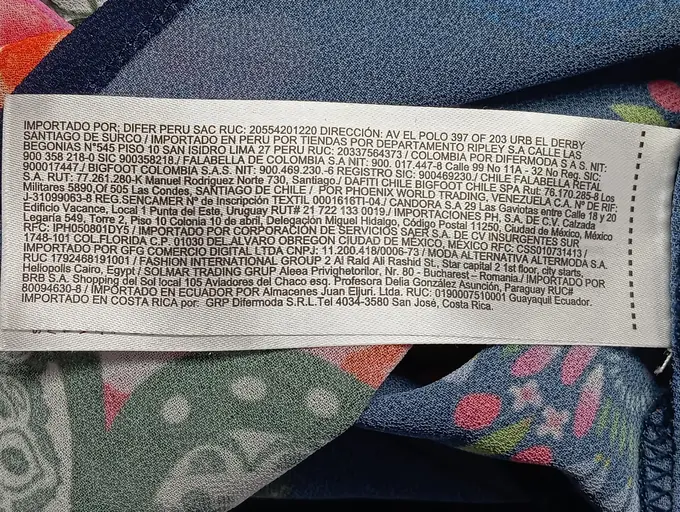 IMPORTADO POR: DIFER PERU SAC RUC: 20554201220 DIRECCIÓN: AV EL POLO 397 OF 203 URB EL DERBY
SANTIAGO DE SURCO / IMPORTADO EN PERU POR TIENDAS POR DEPARTAMENTO RIPLEY S.A CALLE LAS
BEGONIAS N°545 PISO 10 SAN ISIDRO LIMA 27 PERU RUC: 20337564373 / COLOMBIA POR DIFERMODA S A S NIT:
900 358 218-0 SIC 900358218./ FALABELLA DE COLOMBIA S.A NIT: 900. 017.447-8 Calle 99 No 11A - 32 No Reg. SIC:
900017447 / BIGFOOT COLOMBIA S.A.S. NIT: 900.469.230.-6 REGISTRO SIC: 900469230./ CHILE FALABELLA RETAL
S.A. RUT: 77.261.280-K Manuel Rodriguez Norte 730, Santiago/ DAFITI CHILE BIGFOOT CHILE SPA Rut: 76.170.285-8 Los
Militares 5890,Of 505 Las Condes, SANTIAGO DE CHILE / POR PHOENIX WORLD TRADING, VENEZUELA C.A. Nº DE RIF:
J-31099063-8 REG.SENCAMER Nº de Inscripción TEXTIL 0001618TI-04./ CANDORA S.A 29 Las Gaviotas entre Calle 18 y 20
Edificio Vacance, Local 1 Punta del Este, Uruguay RUT# 21 722 133 0019 / IMPORTACIONES PH, S.A DE C.V. Calzada
Legaría 549, Torre 2, Piso 10 Colonia 10 de abril, Delegación Miguel Hidalgo, Código Postal 11250, Ciudad de México, México
RFC: IPH050801DY5 / IMPORTADO POR CORPORACIÓN DE SERVICIOS SAER S.A. DE CV INSURGENTES SUR
1748-101 COL.FLORIDA C.P. 01030 DEL.ÁLVARO OBREGON CIUDAD DE MÉXICO, MÉXICO RFC: CSS010731413 /
IMPORTADO POR GFG COMERCIO DIGITAL LTDA CNPJ: 11.200.418/0006-73 / MODA ALTERNATIVA ALTERMODA S.A.
RUC 1792468191001 / FASHION INTERNATIONAL GROUP 2 Al Raid Ali Rashid St., Star capital 2 1st floor, city starts,
Heliopolis Cairo, Egypt / SOLMAR TRADING GRUP Aleea Privighetorilor, Nr. 80 - Bucharest – Romania./ IMPORTADO POR
BRB S.A. Shopping del Sol local 105 Aviadores del Chaco esq. Profesora Delia González Asunción, Paraguay RUC#
80094630-8 / IMPORTADO EN ECUADOR POR Almacenes Juan Eljuri. Ltda. RUC: 0190007510001 Guayaquil Ecuador.
IMPORTADO EN COSTA RICA por: GRP Difermoda S.R.L.Tel 4034-3580 San José, Costa Rica.